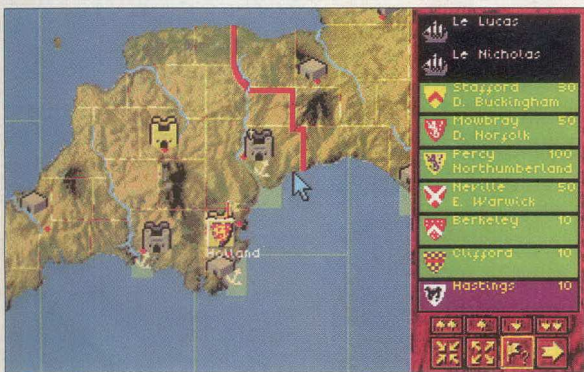 Le Lucas
Le Nicholas
Stafford 30
D. Buckingham
Mowbray 50
D. Norfolk
Percy 100
Northumberland
Neville 50
E. Warwick
Berkeley 10
Clifford 10
Hastings 10
Holland
?